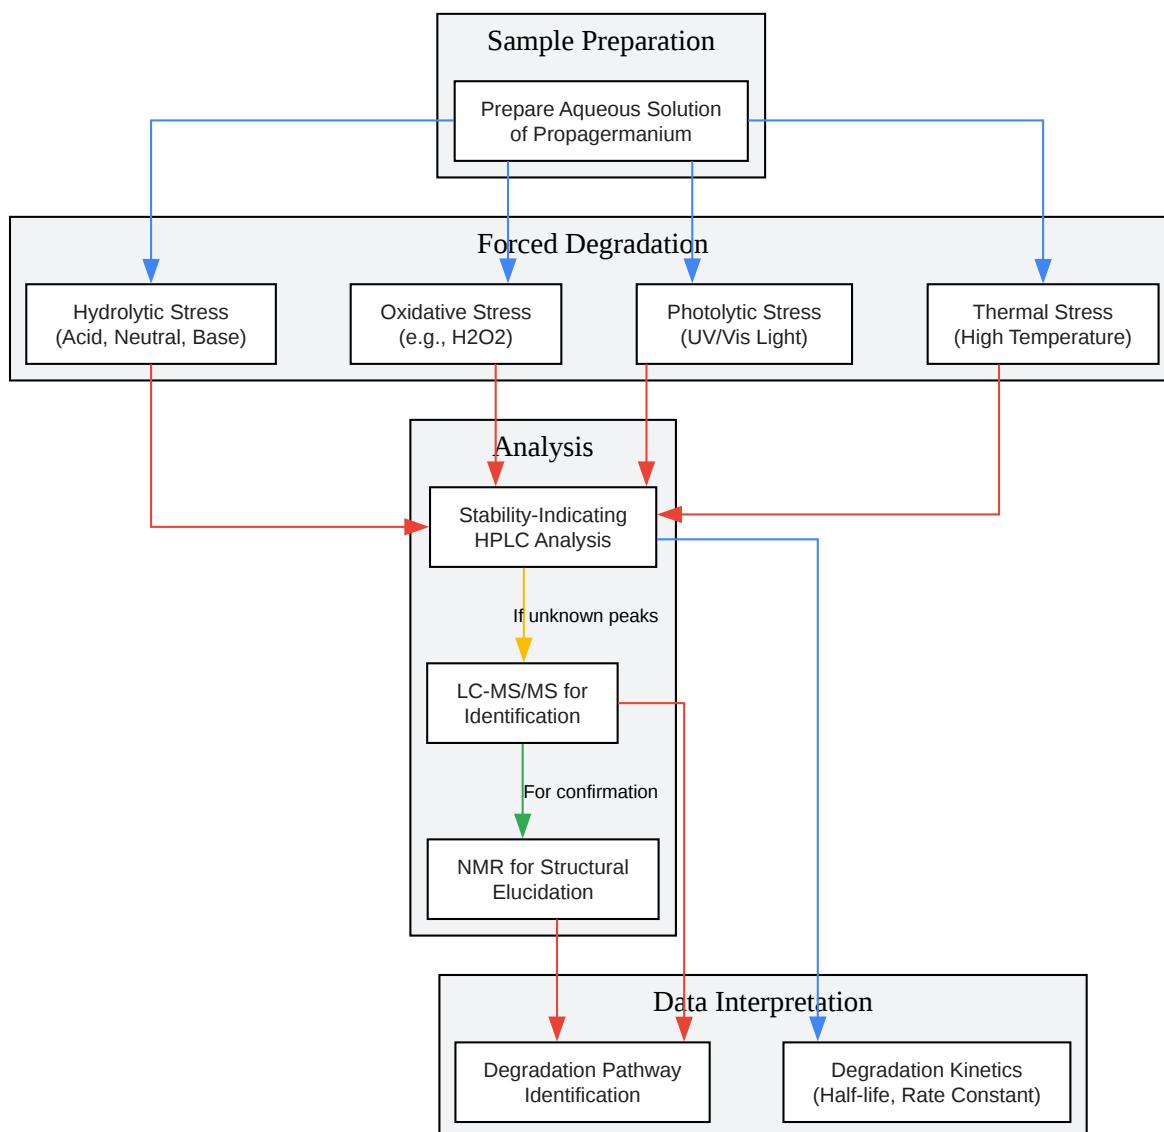 Sample Preparation
Prepare Aqueous Solution
of Propagermanium
Forced Degradation
Hydrolytic Stress
(Acid, Neutral, Base)
Oxidative Stress
(e.g., H2O2)
Photolytic Stress
(UV/Vis Light)
Thermal Stress
(High Temperature)
Analysis
Stability-Indicating
HPLC Analysis
If unknown peaks
LC-MS/MS for
Identification
For confirmation
NMR for Structural
Elucidation
Data Interpretation
Degradation Pathway
Identification
Degradation Kinetics
(Half-life, Rate Constant)